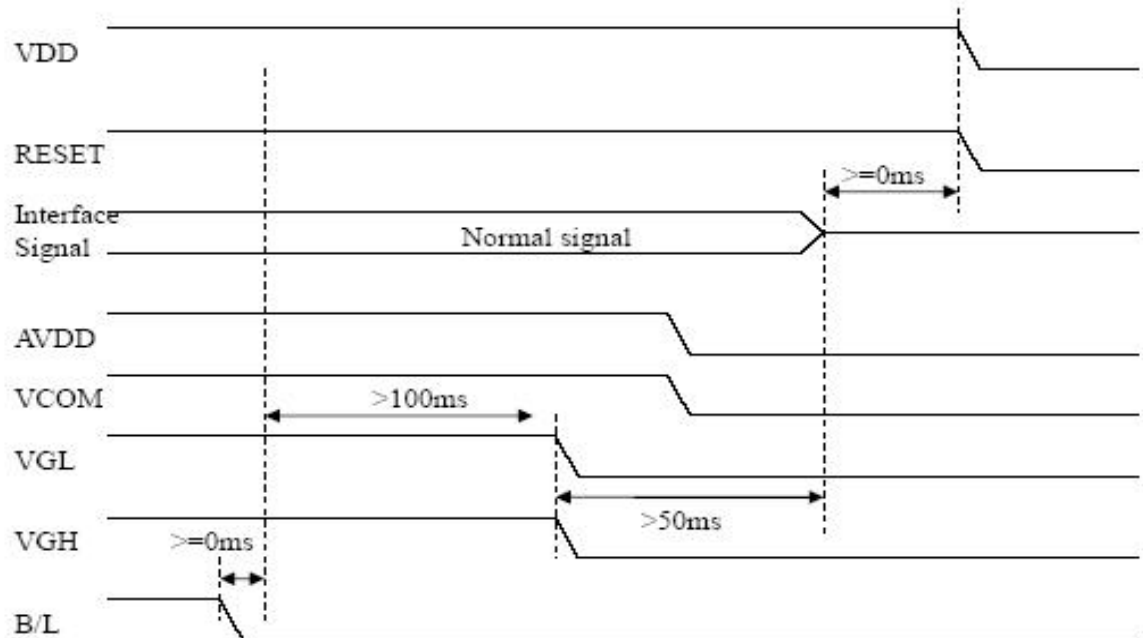 VDD
RESET
>=0ms
Interface
Signal
Normal signal
AVDD
VCOM
>100ms
VGL
>50ms
VGH
>=0ms
B/L